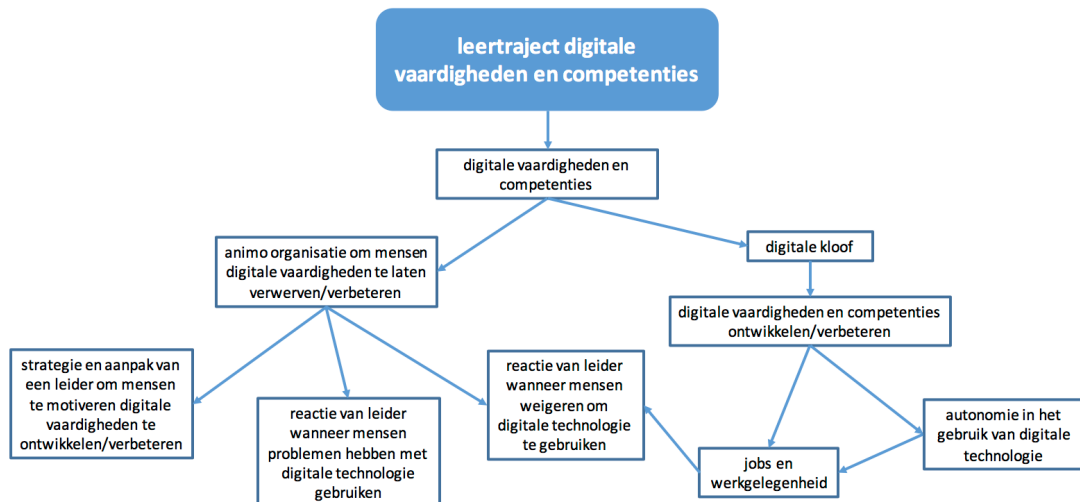 leertraject digitale
vaardigheden en competenties
digitale vaardigheden en
competenties
animo organisatie om mensen
digitale vaardigheden te laten
verwerven/verbeteren
digitale kloof
digitale vaardigheden en competenties
ontwikkelen/verbeteren
strategie en aanpak van
een leider om mensen
te motiveren digitale
vaardigheden te
ontwikkelen/verbeteren
reactie van leider
wanneer mensen
problemen hebben met
digitale technologie
gebruiken
reactie van leider
wanneer mensen
weigeren om
digitale technologie
te gebruiken
jobs en
werkgelegenheid
autonomie in het
gebruik van digitale
technologie